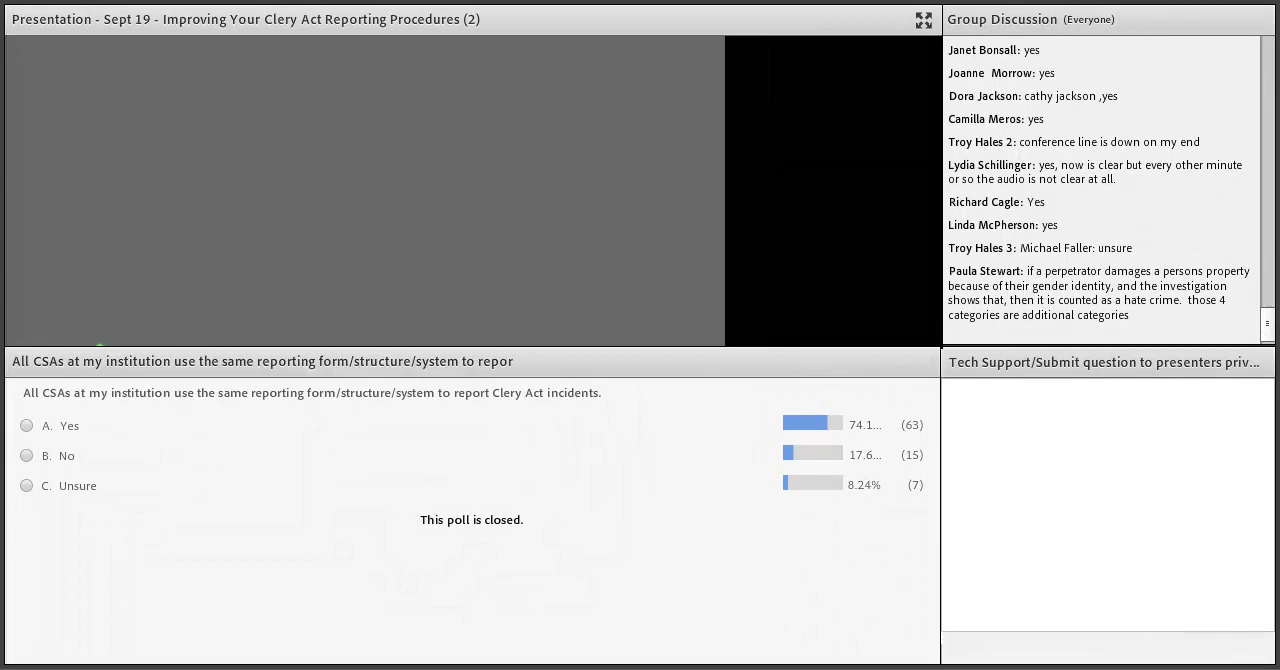 Presentation - Sept 19 - Improving Your Clery Act Reporting Procedures (2)
Group Discussion (Everyone)
Janet Bonsall: yes
Joanne Morrow: yes
Dora Jackson: cathy jackson ,yes
Camilla Meros: yes
Troy Hales 2: conference line is down on my end
Lydia Schillinger: yes, now is clear but every other minute
or so the audio is not clear at all.
Richard Cagle: Yes
Linda McPherson: yes
Troy Hales 3: Michael Faller: unsure
Paula Stewart: if a perpetrator damages a persons property
because of their gender identity, and the investigation
shows that, then it is counted as a hate crime. those 4
categories are additional categories
All CSAs at my institution use the same reporting form/structure/system to repor
All CSAs at my institution use the same reporting form/structure/system to report Clery Act incidents.
A. Yes 74.1... (63)
B. No 17.6... (15)
C. Unsure 8.24% (7)
This poll is closed.
Tech Support/Submit question to presenters priv...